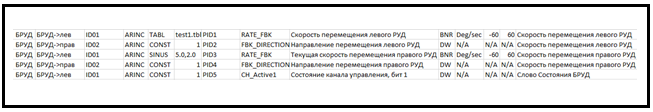 БРУД БРУД->лев ID01 ARINC TABL test1.tbl PID1 RATE_FBK Скорость перемещения левого РУД BNR Deg/sec -60 60 Скорость перемещения левого РУД
БРУД БРУД->прав ID02 ARINC CONST 1 PID2 FBK_DIRECTION Направление перемещения левого РУД DW N/A N/A N/A Скорость перемещения левого РУД
БРУД БРУД->лев ID01 ARINC SINUS 5.0,2.0 PID3 RATE_FBK Текущая скорость перемещения правого РУД BNR Deg/sec -60 60 Скорость перемещения правого РУД
БРУД БРУД->прав ID02 ARINC CONST 1 PID4 FBK_DIRECTION Направление перемещения правого РУД DW N/A N/A N/A Скорость перемещения правого РУД
БРУД БРУД->лев ID02 ARINC CONST 1 PID5 CH_Active1 Состояние канала управления, бит 1 DW N/A N/A N/A Слово Состояния БРУД